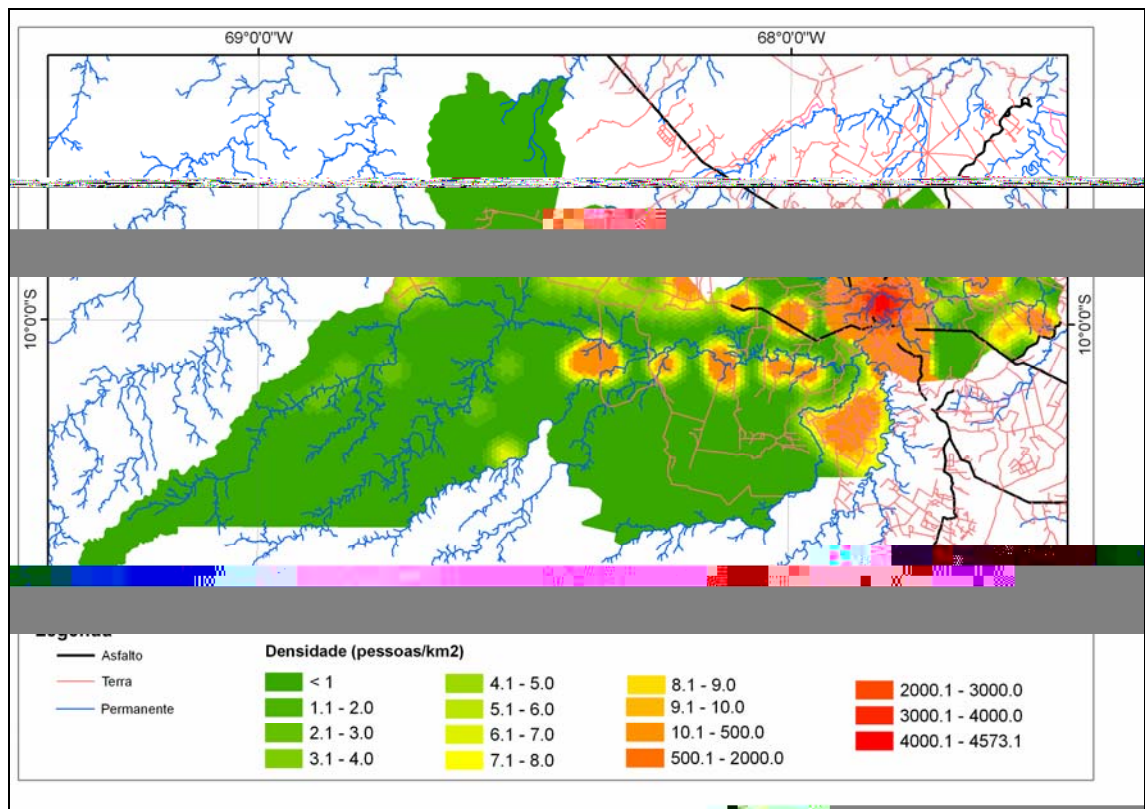 69°0'0"W
68°0'0"W
10°0'0"S
10°0'0"S
Asfalto
Terra
Permanente
Densidade (pessoas/km2)
< 1
1.1 - 2.0
2.1 - 3.0
3.1 - 4.0
4.1 - 5.0
5.1 - 6.0
6.1 - 7.0
7.1 - 8.0
8.1 - 9.0
9.1 - 10.0
10.1 - 500.0
500.1 - 2000.0
2000.1 - 3000.0
3000.1 - 4000.0
4000.1 - 4573.1